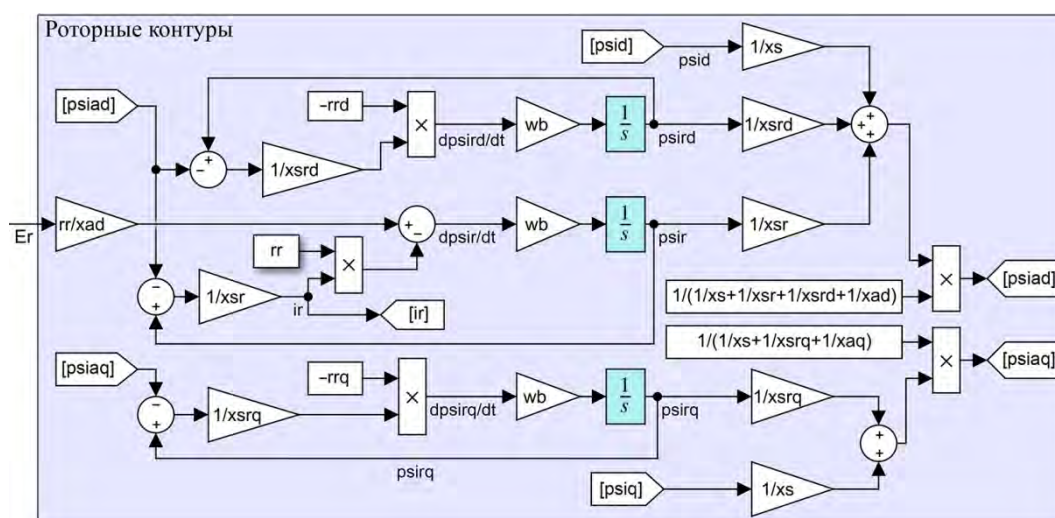 Роторные контуры
[psid]
psid
1/xs
[psiad]
−rrd
×
dpsird/dt
wb
1/s
psird
1/xsrd
1/xsrd
Er
rr/xad
dpsir/dt
wb
1/s
psir
1/xsr
rr
×
1/xsr
ir
[ir]
×
[psiad]
1/(1/xs+1/xsr+1/xsrd+1/xad)
1/(1/xs+1/xsrq+1/xaq)
×
[psiaq]
[psiaq]
−rrq
×
dpsirq/dt
wb
1/s
psirq
1/xsrq
1/xsrq
psirq
[psiq]
1/xs